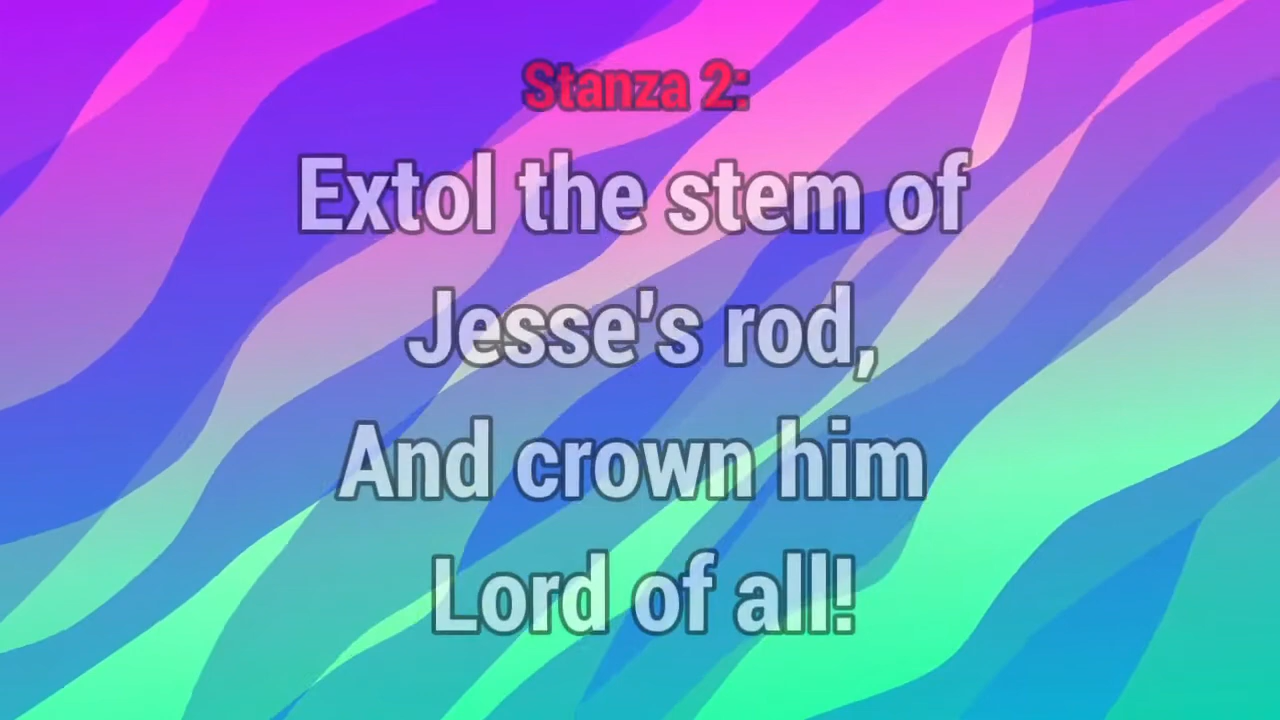 Stanza 2:
Extol the stem of
Jesse's rod,
And crown him
Lord of all!